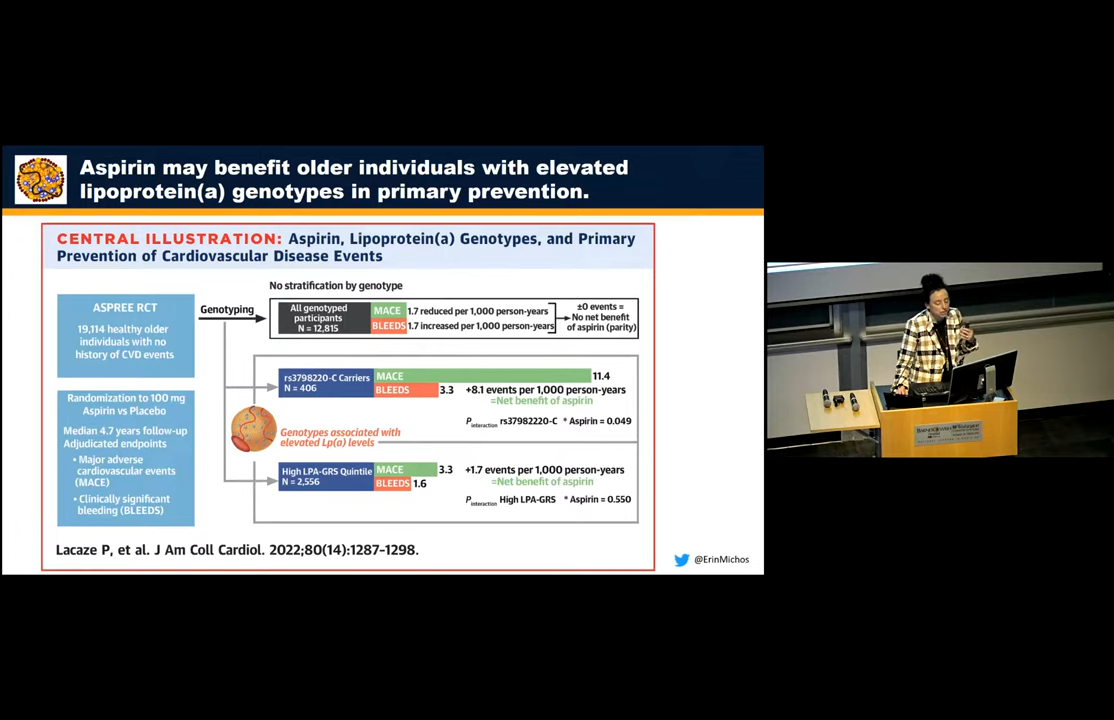 Aspirin may benefit older individuals with elevated
lipoprotein(a) genotypes in primary prevention.
CENTRAL ILLUSTRATION: Aspirin, Lipoprotein(a) Genotypes, and Primary
Prevention of Cardiovascular Disease Events
ASPREE RCT
19,114 healthy older
individuals with no
history of CVD events
Randomization to 100 mg
Aspirin vs Placebo
Median 4.7 years follow-up
Adjudicated endpoints
• Major adverse
cardiovascular events
(MACE)
• Clinically significant
bleeding (BLEEDS)
Genotyping
No stratification by genotype
All genotyped
participants
N = 12,815
MACE 1.7 reduced per 1,000 person-years
BLEEDS 1.7 increased per 1,000 person-years
±0 events =
No net benefit
of aspirin (parity)
rs3798220-C Carriers
N = 406
MACE 11.4
BLEEDS 3.3
+8.1 events per 1,000 person-years
=Net benefit of aspirin
Pinteraction rs37982220-C * Aspirin = 0.049
Genotypes associated with
elevated Lp(a) levels
High LPA-GRS Quintile
N = 2,556
MACE 3.3
BLEEDS 1.6
+1.7 events per 1,000 person-years
=Net benefit of aspirin
Pinteraction High LPA-GRS * Aspirin = 0.550
Lacaze P, et al. J Am Coll Cardiol. 2022;80(14):1287-1298.
@ErinMichos